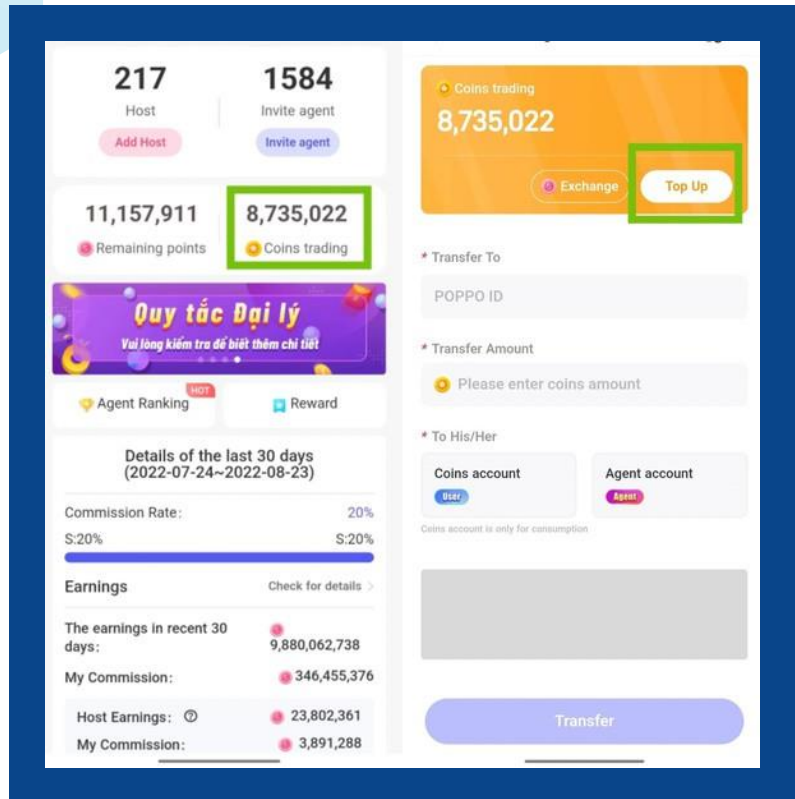 217
1584
Host
Invite agent
Add Host
Invite agent
11,157,911
8,735,022
Remaining points
Coins trading
Quy tắc Đại lý
Vui lòng kiểm tra để biết thêm chi tiết
HOT
Agent Ranking
Reward
Details of the last 30 days
(2022-07-24~2022-08-23)
Commission Rate:
20%
S:20%
S:20%
Earnings
Check for details >
The earnings in recent 30
days:
9,880,062,738
My Commission:
346,455,376
Host Earnings:
23,802,361
My Commission:
3,891,288
Coins trading
8,735,022
Exchange
Top Up
* Transfer To
POPPO ID
* Transfer Amount
Please enter coins amount
* To His/Her
Coins account
Agent account
User
Agent
Coins account is only for consumption
Transfer